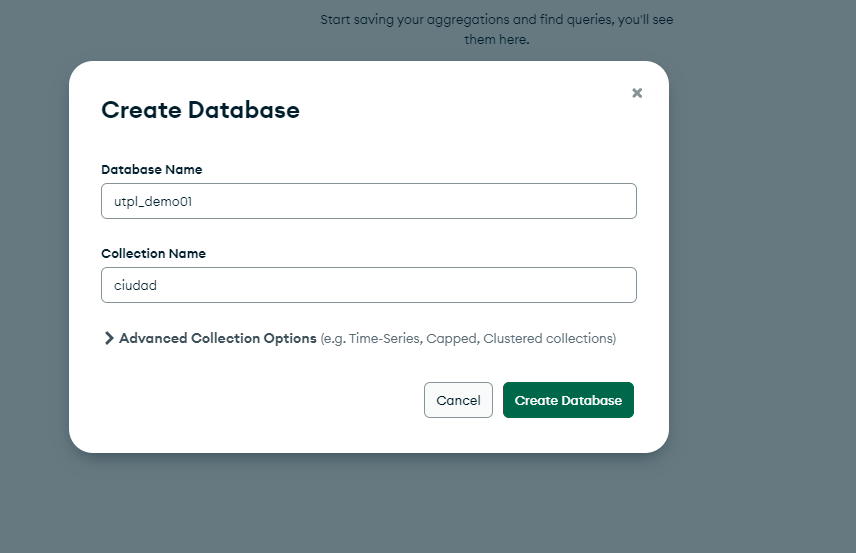 Start saving your aggregations and find queries, you'll see
them here.
Create Database
Database Name
utpl_demo01
Collection Name
ciudad
Advanced Collection Options (e.g. Time-Series, Capped, Clustered collections)
Cancel
Create Database